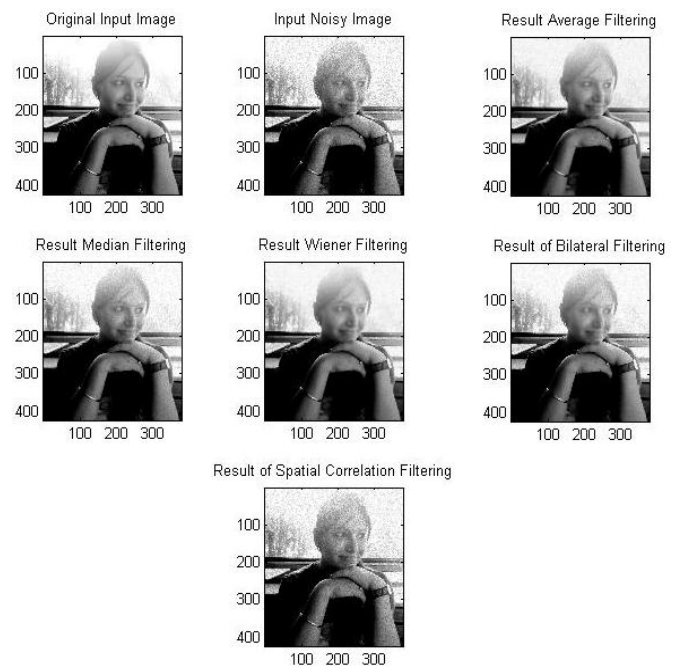 Original Input Image
Input Noisy Image
Result Average Filtering
100
200
300
400
100 200 300
100
200
300
400
100 200 300
100
200
300
400
100 200 300
Result Median Filtering
Result Wiener Filtering
Result of Bilateral Filtering
100
200
300
400
100 200 300
100
200
300
400
100 200 300
100
200
300
400
100 200 300
Result of Spatial Correlation Filtering
100
200
300
400
100 200 300